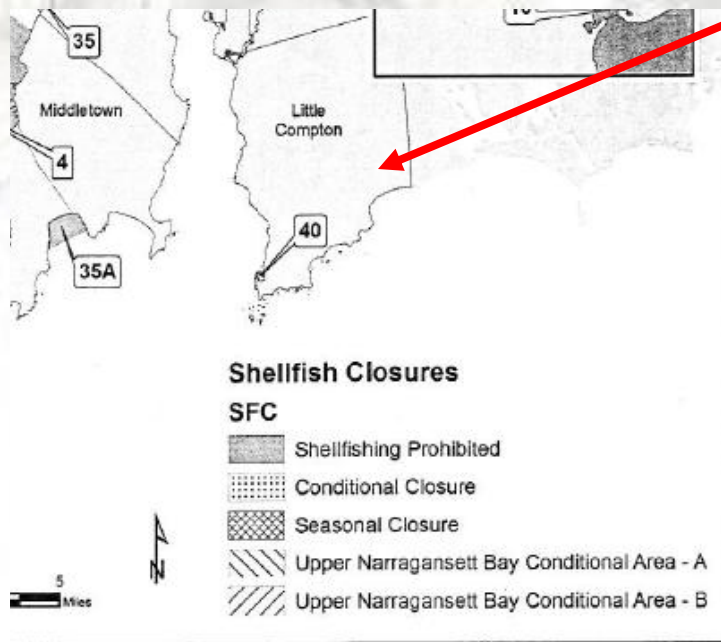 35
Middletown
Little
Compton
4
40
35A
Shellfish Closures
SFC
Shellfishing Prohibited
Conditional Closure
Seasonal Closure
Upper Narragansett Bay Conditional Area - A
N
5
Miles
Upper Narragansett Bay Conditional Area - B